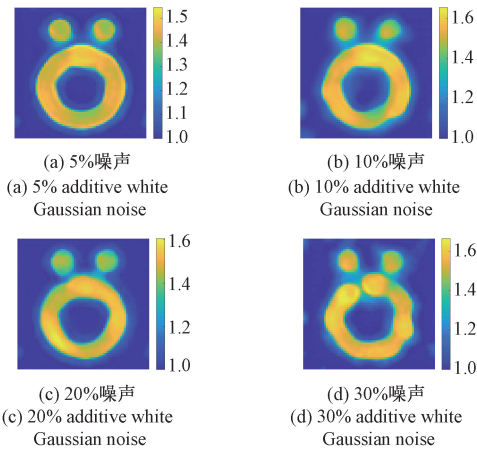 1.5
1.4
1.3
1.2
1.1
1.0
(a) 5%噪声
(a) 5% additive white
Gaussian noise
1.6
1.4
1.2
1.0
(b) 10%噪声
(b) 10% additive white
Gaussian noise
1.6
1.4
1.2
1.0
(c) 20%噪声
(c) 20% additive white
Gaussian noise
1.6
1.4
1.2
1.0
(d) 30%噪声
(d) 30% additive white
Gaussian noise